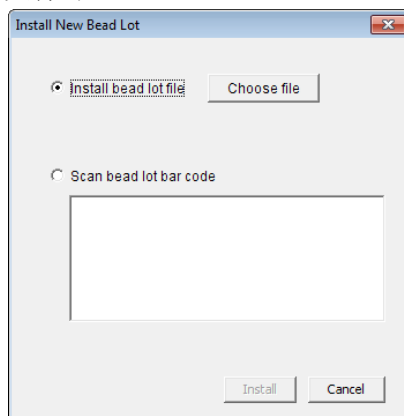 Install New Bead Lot
Install bead lot file
Choose file
Scan bead lot bar code
Install
Cancel